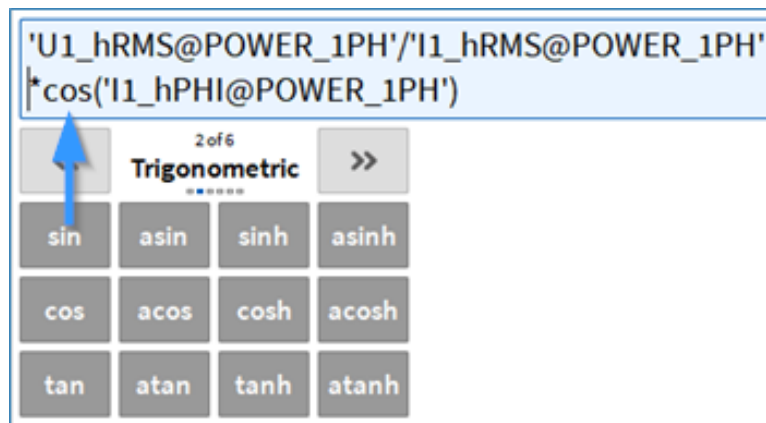 'U1_hRMS@POWER_1PH'/'I1_hRMS@POWER_1PH'
*cos('I1_hPHI@POWER_1PH')
2 of 6
Trigonometric »
sin asin sinh asinh
cos acos cosh acosh
tan atan tanh atanh